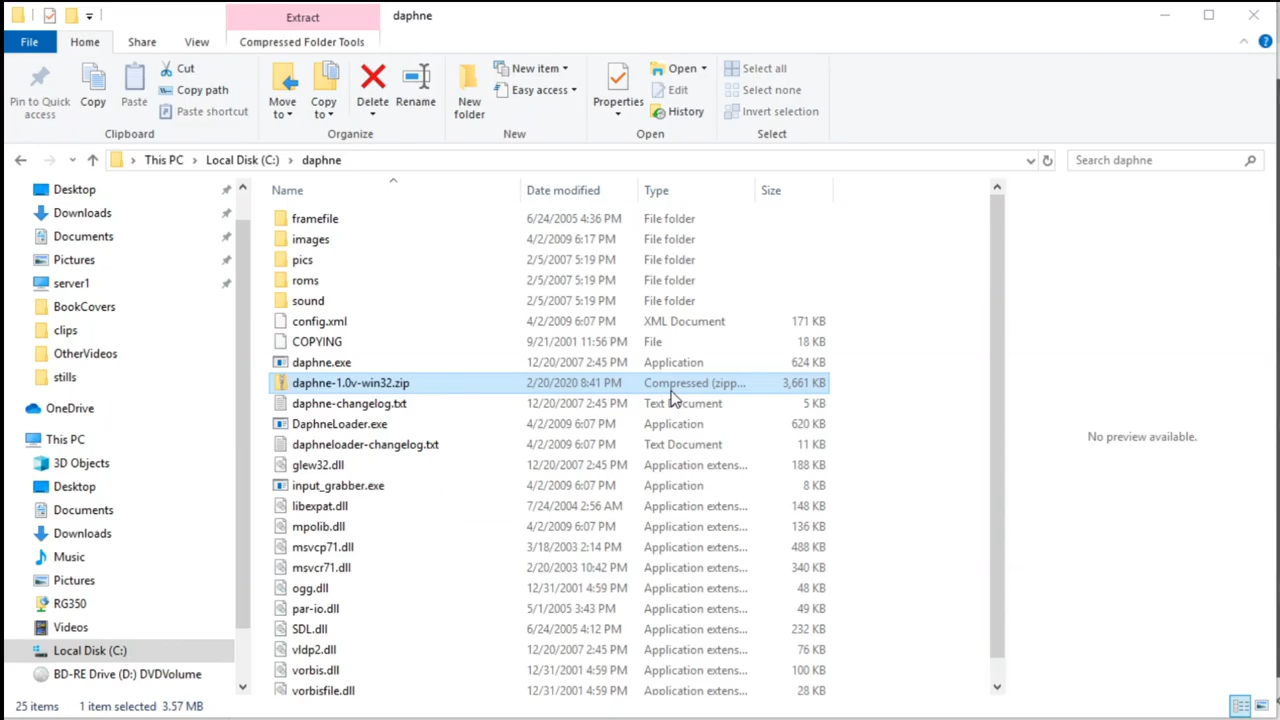 Extract
daphne
File
Home
Share
View
Compressed Folder Tools
Pin to Quick access
Copy
Paste
Cut
Copy path
Paste shortcut
Clipboard
Move to
Copy to
Delete
Rename
Organize
New folder
New item
Easy access
New
Properties
Open
Edit
History
Open
Select all
Select none
Invert selection
Select
This PC > Local Disk (C:) > daphne
Search daphne
Desktop
Downloads
Documents
Pictures
server1
BookCovers
clips
OtherVideos
stills
OneDrive
This PC
3D Objects
Desktop
Documents
Downloads
Music
Pictures
RG350
Videos
Local Disk (C:)
BD-RE Drive (D:) DVDVolume
Name Date modified Type Size
framefile 6/24/2005 4:36 PM File folder
images 4/2/2009 6:17 PM File folder
pics 2/5/2007 5:19 PM File folder
roms 2/5/2007 5:19 PM File folder
sound 2/5/2007 5:19 PM File folder
config.xml 4/2/2009 6:07 PM XML Document 171 KB
COPYING 9/21/2001 11:56 PM File 18 KB
daphne.exe 12/20/2007 2:45 PM Application 624 KB
daphne-1.0v-win32.zip 2/20/2020 8:41 PM Compressed (zipp... 3,661 KB
daphne-changelog.txt 12/20/2007 2:45 PM Text Document 5 KB
DaphneLoader.exe 4/2/2009 6:07 PM Application 620 KB
daphneloader-changelog.txt 4/2/2009 6:07 PM Text Document 11 KB
glew32.dll 12/20/2007 2:45 PM Application extens... 188 KB
input_grabber.exe 4/2/2009 6:07 PM Application 8 KB
libexpat.dll 7/24/2004 2:56 AM Application extens... 148 KB
mpolib.dll 4/2/2009 6:07 PM Application extens... 136 KB
msvcp71.dll 3/18/2003 2:14 PM Application extens... 488 KB
msvcr71.dll 2/20/2003 10:42 PM Application extens... 340 KB
ogg.dll 12/31/2001 4:59 PM Application extens... 48 KB
par-io.dll 5/1/2005 3:43 PM Application extens... 49 KB
SDL.dll 6/24/2005 4:12 PM Application extens... 232 KB
vldp2.dll 12/20/2007 2:45 PM Application extens... 76 KB
vorbis.dll 12/31/2001 4:59 PM Application extens... 100 KB
vorbisfile.dll 12/31/2001 4:59 PM Application extens... 28 KB
No preview available.
25 items 1 item selected 3.57 MB